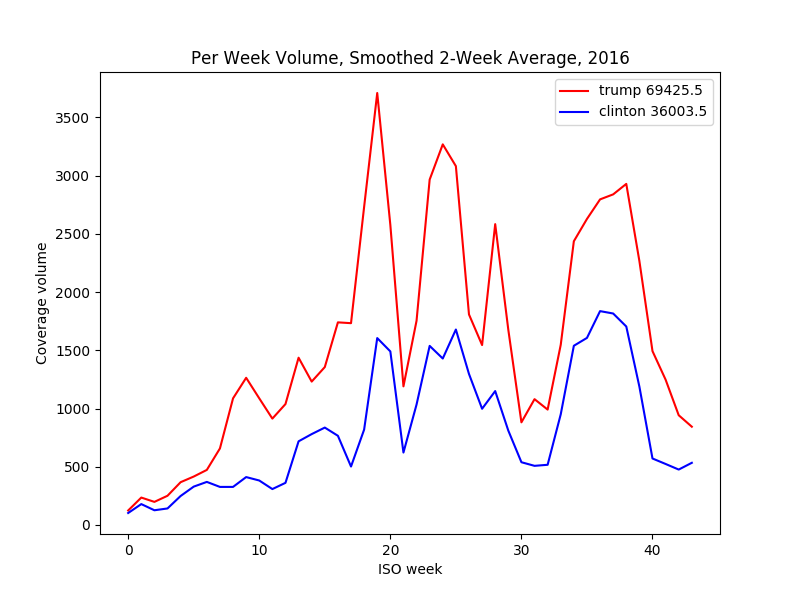 Per Week Volume, Smoothed 2-Week Average, 2016
trump 69425.5
clinton 36003.5
3500
3000
2500
2000
1500
1000
500
0
Coverage volume
0 10 20 30 40
ISO week